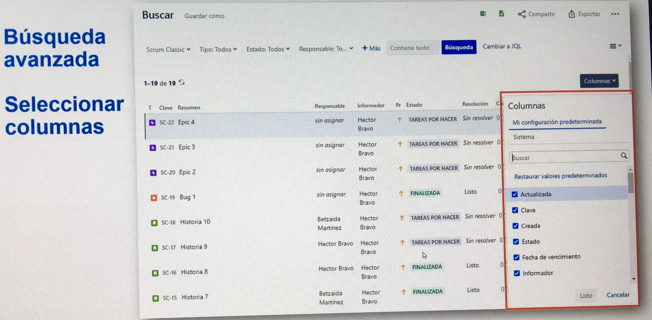 Búsqueda
avanzada
Seleccionar
columnas
Buscar Guardar como Compartir Exportar
Scrum Classic Tipo: Todos Estado: Todos Responsable: To... + Más Contiene texto Búsqueda Cambiar a JQL
1–19 de 19 Columnas
T Clave Resumen Responsable Informador Pr Estado Resolución
SC-22 Epic 4 sin asignar Hector Bravo TAREAS POR HACER Sin resolver
SC-21 Epic 3 sin asignar Hector Bravo TAREAS POR HACER Sin resolver
SC-20 Epic 2 sin asignar Hector Bravo TAREAS POR HACER Sin resolver
SC-19 Bug 1 sin asignar Hector Bravo FINALIZADA Listo
SC-18 Historia 10 Betzaida Martínez Hector Bravo TAREAS POR HACER Sin resolver
SC-17 Historia 9 Hector Bravo Hector Bravo TAREAS POR HACER Sin resolver
SC-16 Historia 8 Hector Bravo Hector Bravo FINALIZADA Listo
SC-15 Historia 7 Betzaida Martínez Hector Bravo FINALIZADA Listo
Columnas
Mi configuración predeterminada
Sistema
Buscar
Restaurar valores predeterminados
Actualizada
Clave
Creada
Estado
Fecha de vencimiento
Informador
Listo Cancelar